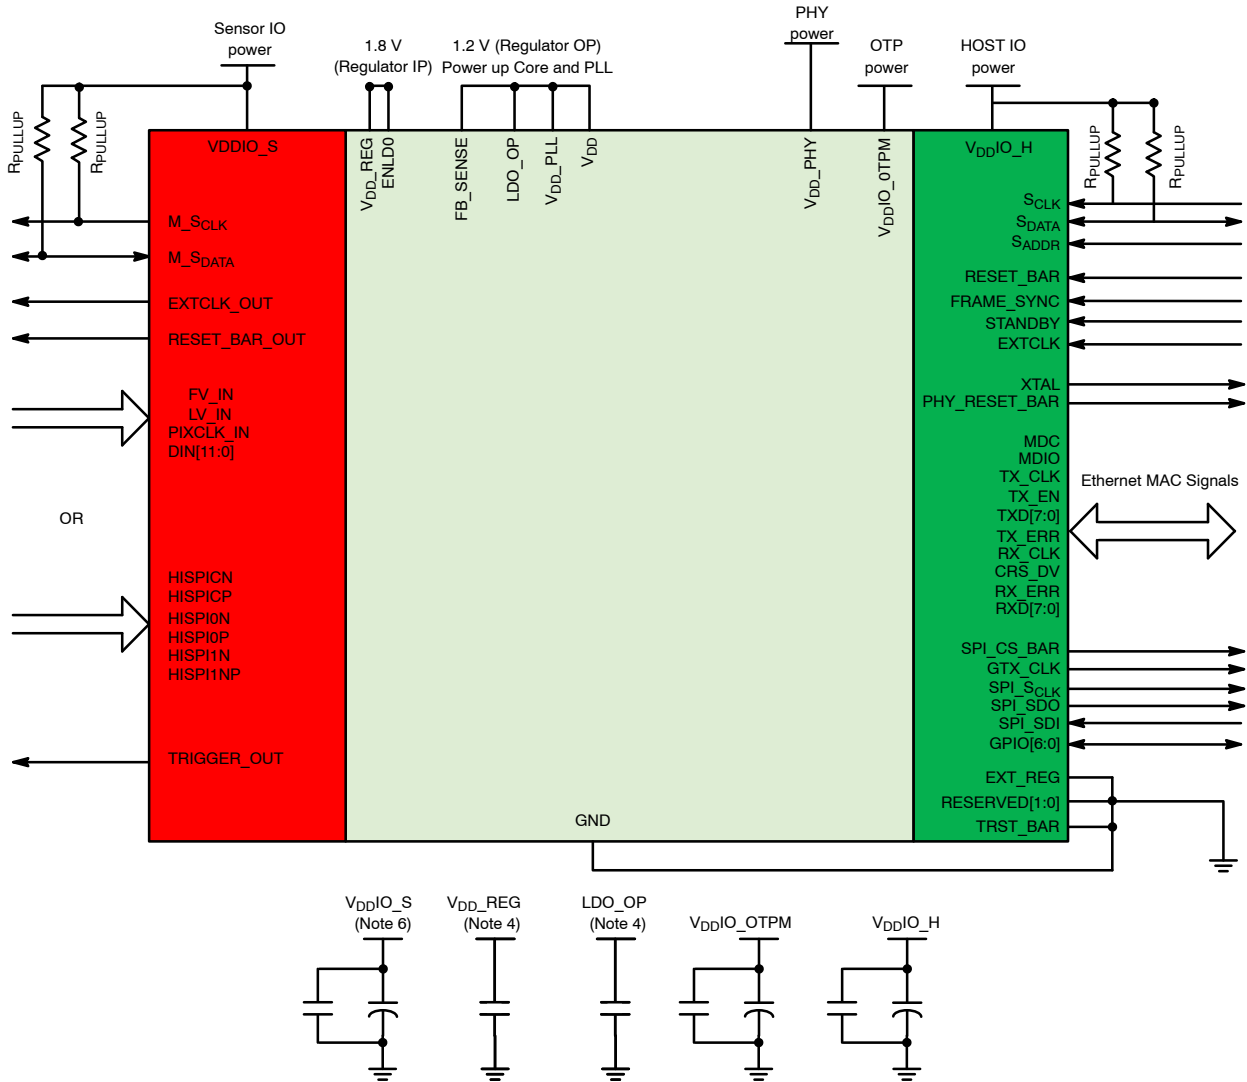 Sensor IO
power
1.8 V
(Regulator IP)
1.2 V (Regulator OP)
Power up Core and PLL
PHY
power
OTP
power
HOST IO
power
RPULLUP
RPULLUP
RPULLUP
RPULLUP
VDDIO_S
VDD_REG
ENLD0
FB_SENSE
LDO_OP
VDD_PLL
VDD
VDD_PHY
VDDIO_0TPM
VDDIO_H
M_SCLK
M_SDATA
EXTCLK_OUT
RESET_BAR_OUT
FV_IN
LV_IN
PIXCLK_IN
DIN[11:0]
OR
HISPICN
HISPICP
HISPI0N
HISPI0P
HISPI1N
HISPI1NP
TRIGGER_OUT
SCLK
SDATA
SADDR
RESET_BAR
FRAME_SYNC
STANDBY
EXTCLK
XTAL
PHY_RESET_BAR
MDC
MDIO
TX_CLK
TX_EN
TXD[7:0]
TX_ERR
RX_CLK
CRS_DV
RX_ERR
RXD[7:0]
Ethernet MAC Signals
SPI_CS_BAR
GTX_CLK
SPI_SCLK
SPI_SDO
SPI_SDI
GPIO[6:0]
EXT_REG
RESERVED[1:0]
TRST_BAR
GND
VDDIO_S
(Note 6)
VDD_REG
(Note 4)
LDO_OP
(Note 4)
VDDIO_OTPM
VDDIO_H